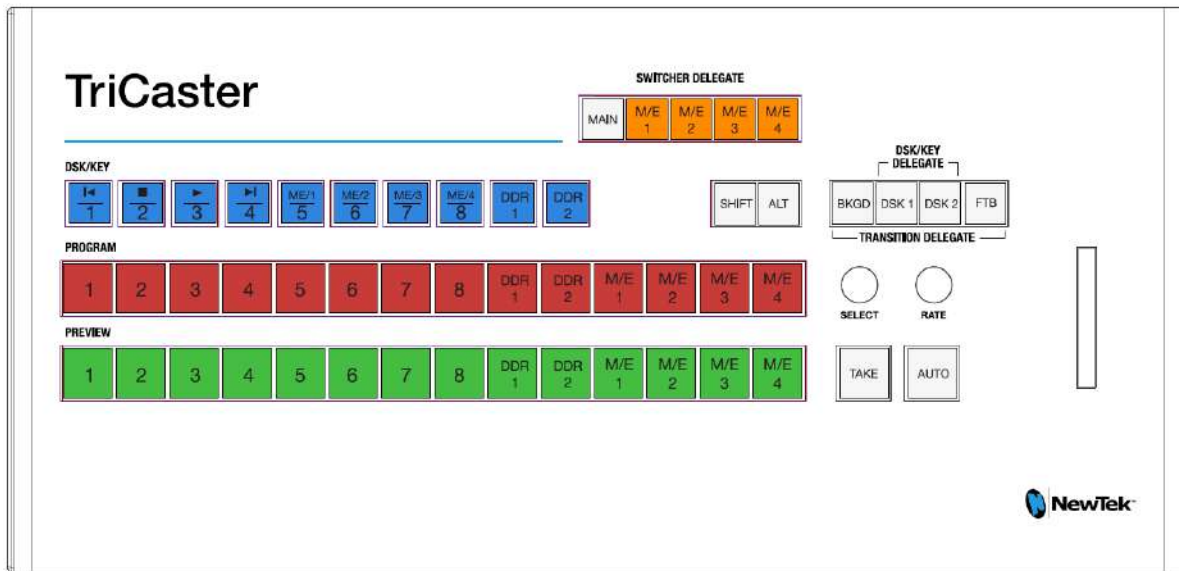 TriCaster
SWITCHER DELEGATE
MAIN M/E 1 M/E 2 M/E 3 M/E 4
DSK/KEY
1 2 3 4 ME/1 5 ME/2 6 ME/3 7 ME/4 8 DDR 1 DDR 2
SHIFT ALT
DSK/KEY
DELEGATE
BKGD DSK 1 DSK 2 FTB
TRANSITION DELEGATE
PROGRAM
1 2 3 4 5 6 7 8 DDR 1 DDR 2 M/E 1 M/E 2 M/E 3 M/E 4
SELECT RATE
PREVIEW
1 2 3 4 5 6 7 8 DDR 1 DDR 2 M/E 1 M/E 2 M/E 3 M/E 4
TAKE AUTO
NewTek